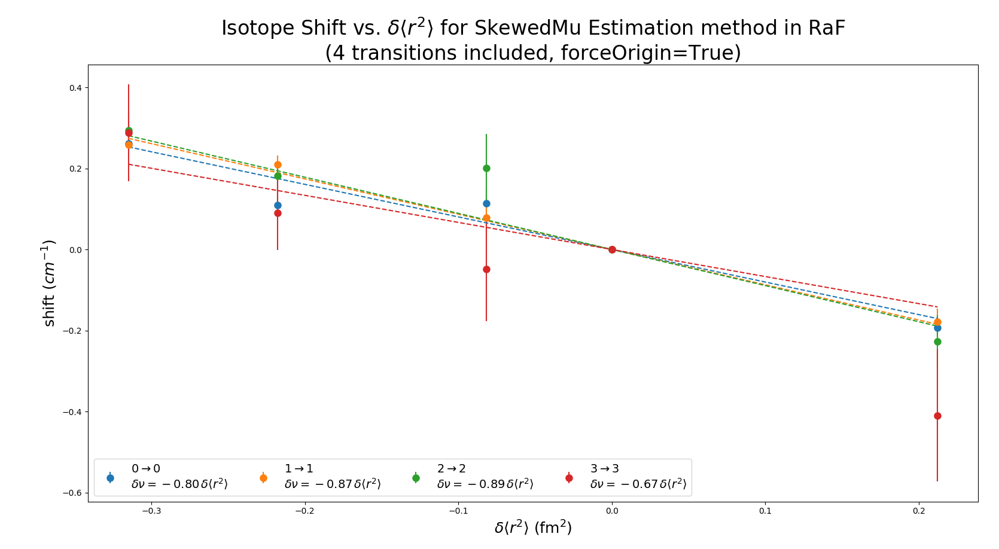 Isotope Shift vs. δ⟨r²⟩ for SkewedMu Estimation method in RaF
(4 transitions included, forceOrigin=True)
shift (cm⁻¹)
0.4
0.2
0.0
−0.2
−0.4
−0.6
0→0
δν = −0.80 δ⟨r²⟩
1→1
δν = −0.87 δ⟨r²⟩
2→2
δν = −0.89 δ⟨r²⟩
3→3
δν = −0.67 δ⟨r²⟩
−0.3
−0.2
−0.1
0.0
0.1
0.2
δ⟨r²⟩ (fm²)